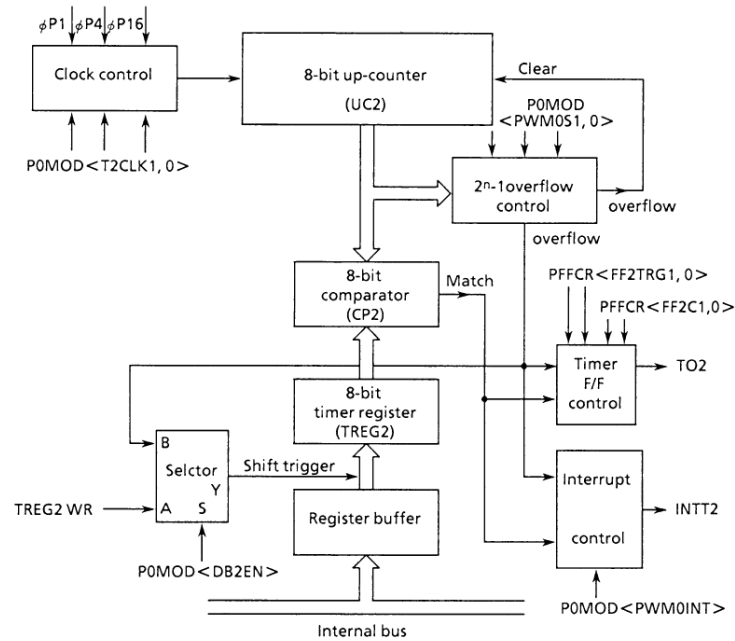 φP1 φP4 φP16
Clock control
8-bit up-counter
(UC2)
Clear
P0MOD
<PWM0S1, 0>
P0MOD<T2CLK1, 0>
2ⁿ-1overflow
control
overflow
overflow
8-bit
comparator
(CP2)
Match
PFFCR<FF2TRG1, 0>
PFFCR<FF2C1,0>
Timer
F/F
control
TO2
8-bit
timer register
(TREG2)
B
Selctor
Y
A S
Shift trigger
TREG2 WR
Register buffer
Interrupt
control
INTT2
P0MOD<DB2EN>
P0MOD<PWM0INT>
Internal bus